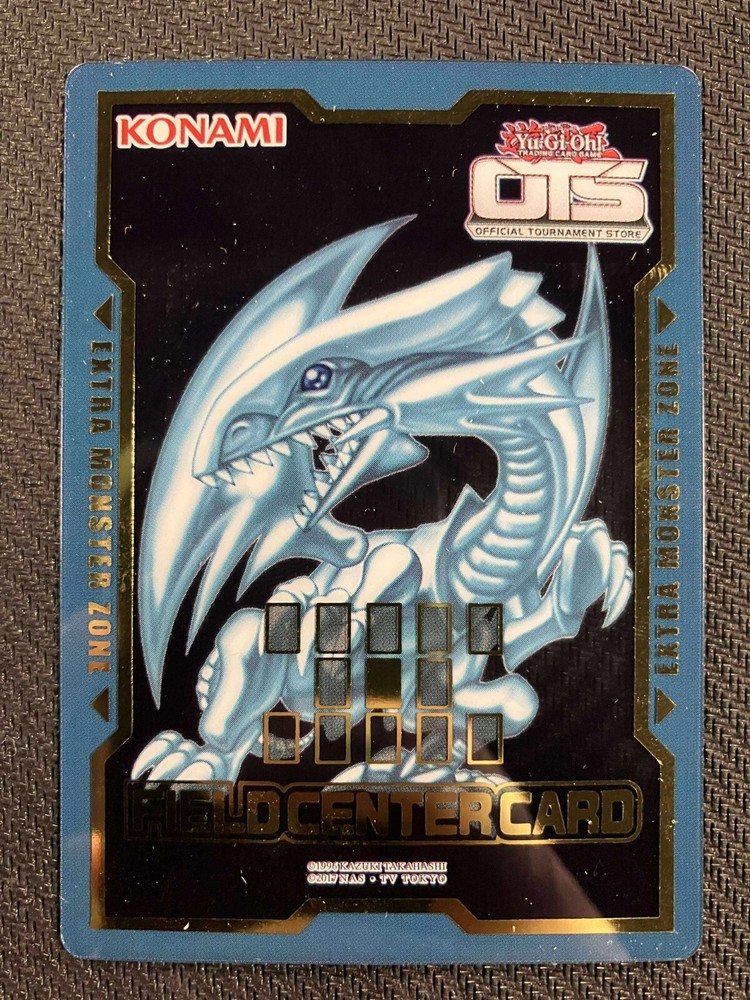 KONAMI
Yu-Gi-Oh!
TRADING CARD GAME
OTS
OFFICIAL TOURNAMENT STORE
EXTRA MONSTER ZONE
EXTRA MONSTER ZONE
FIELD CENTER CARD
©1996 KAZUKI TAKAHASHI
©2017 NAS • TV TOKYO